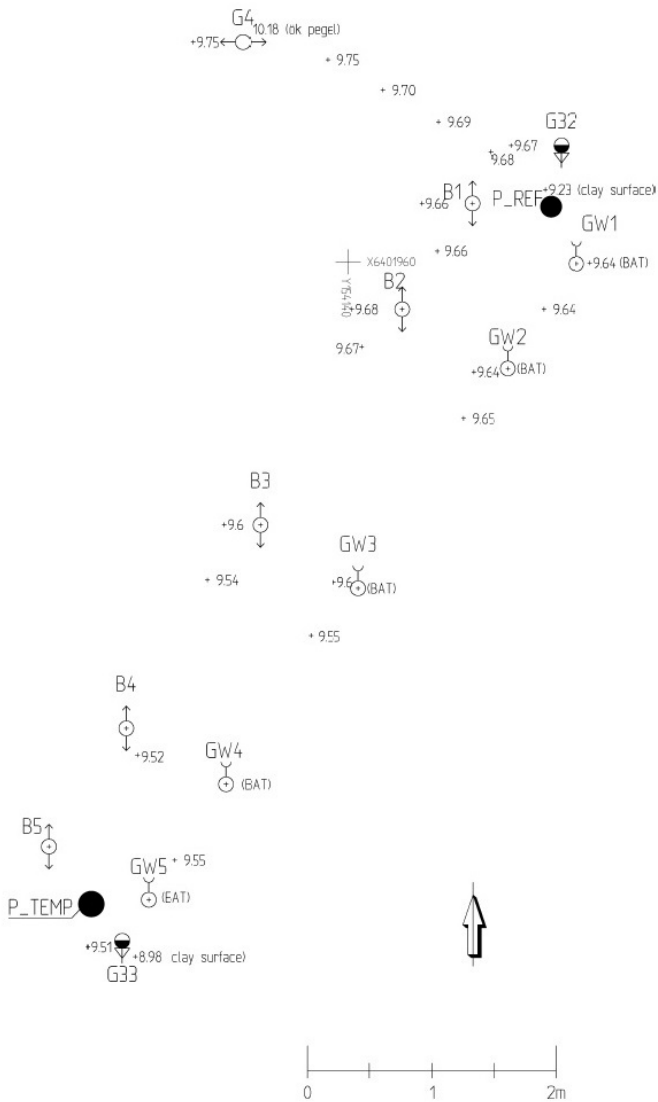 G4
+9.75
10.18 (ök pegel)
+ 9.75
+ 9.70
+ 9.69
G32
+ 9.67
+ 9.68
B1
P_REF
+9.23 (clay surface)
+9.66
GW1
+ 9.66
X6401960
+9.64 (BAT)
Y154140
B2
+9.68
+ 9.64
9.67+
GW2
+9.64
(BAT)
+ 9.65
B3
+9.6
GW3
+ 9.54
+9.6
(BAT)
+ 9.55
B4
+9.52
GW4
(BAT)
B5
GW5
+ 9.55
P_TEMP
(EAT)
+9.51
+8.98 clay surface)
G33
0 1 2m